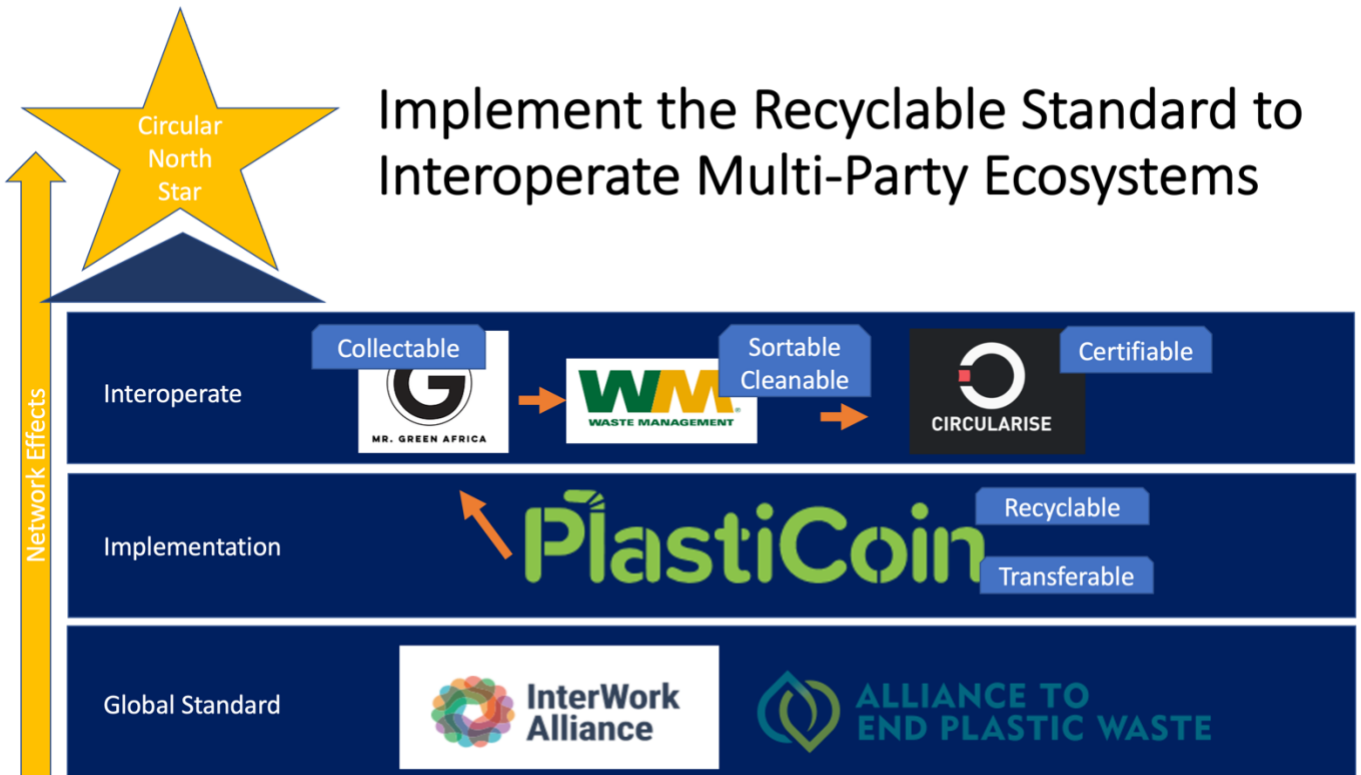 Circular
North
Star
Implement the Recyclable Standard to
Interoperate Multi-Party Ecosystems
Network Effects
Interoperate
Collectable
G
MR. GREEN AFRICA
WM
WASTE MANAGEMENT
Sortable
Cleanable
CIRCULARISE
Certifiable
Implementation
PlastiCoin
Recyclable
Transferable
Global Standard
InterWork
Alliance
ALLIANCE TO
END PLASTIC WASTE